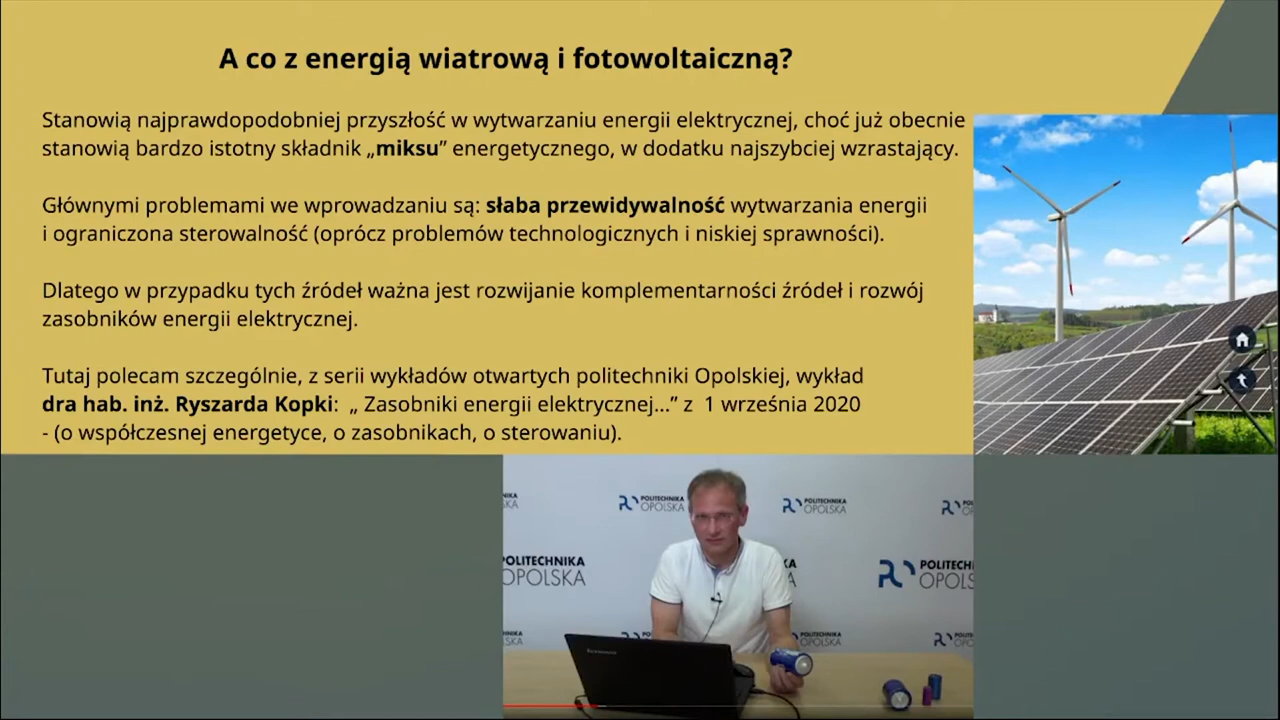 A co z energią wiatrową i fotowoltaiczną?
Stanowią najprawdopodobniej przyszłość w wytwarzaniu energii elektrycznej, choć już obecnie
stanowią bardzo istotny składnik „miksu” energetycznego, w dodatku najszybciej wzrastający.
Głównymi problemami we wprowadzaniu są: słaba przewidywalność wytwarzania energii
i ograniczona sterowalność (oprócz problemów technologicznych i niskiej sprawności).
Dlatego w przypadku tych źródeł ważna jest rozwijanie komplementarności źródeł i rozwój
zasobników energii elektrycznej.
Tutaj polecam szczególnie, z serii wykładów otwartych politechniki Opolskiej, wykład
dra hab. inż. Ryszarda Kopki: „ Zasobniki energii elektrycznej...” z 1 września 2020
- (o współczesnej energetyce, o zasobnikach, o sterowaniu).
POLITECHNIKA
OPOLSKA
POLITECHNIKA
OPOLSKA
POLITECHNIKA
OPOLSKA
POLITECHNIKA
OPOLSKA
POLITECHNIKA
OPOLSKA
Lenovo